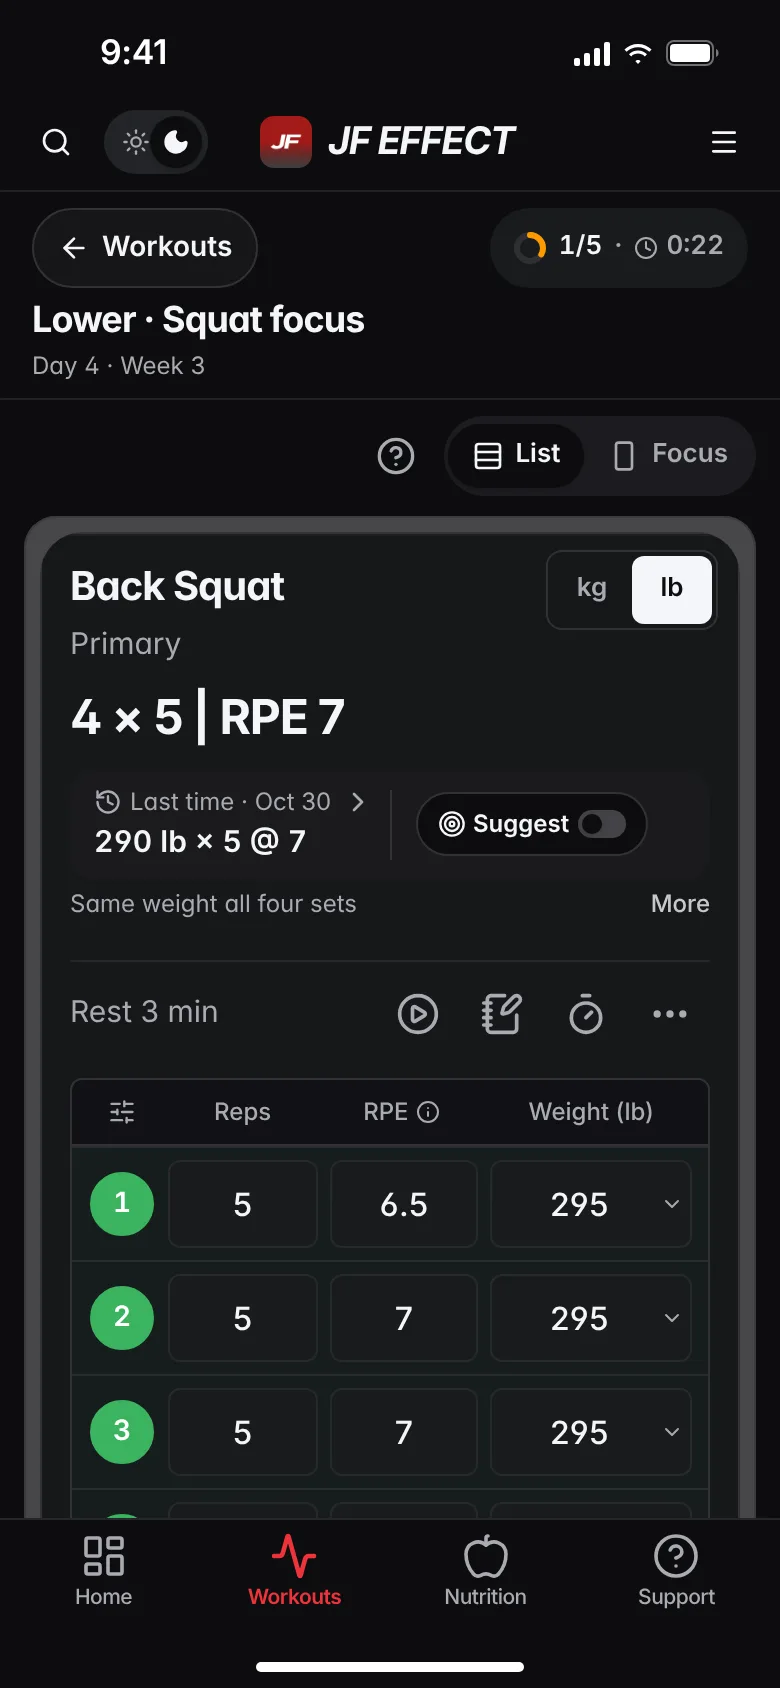 9:41
JF JF EFFECT
Workouts
1/5 · 0:22
Lower · Squat focus
Day 4 · Week 3
List
Focus
Back Squat
kg
lb
Primary
4 × 5 | RPE 7
Last time · Oct 30
290 lb × 5 @ 7
Suggest
Same weight all four sets
More
Rest 3 min
Reps
RPE
Weight (lb)
1 5 6.5 295
2 5 7 295
3 5 7 295
Home
Workouts
Nutrition
Support